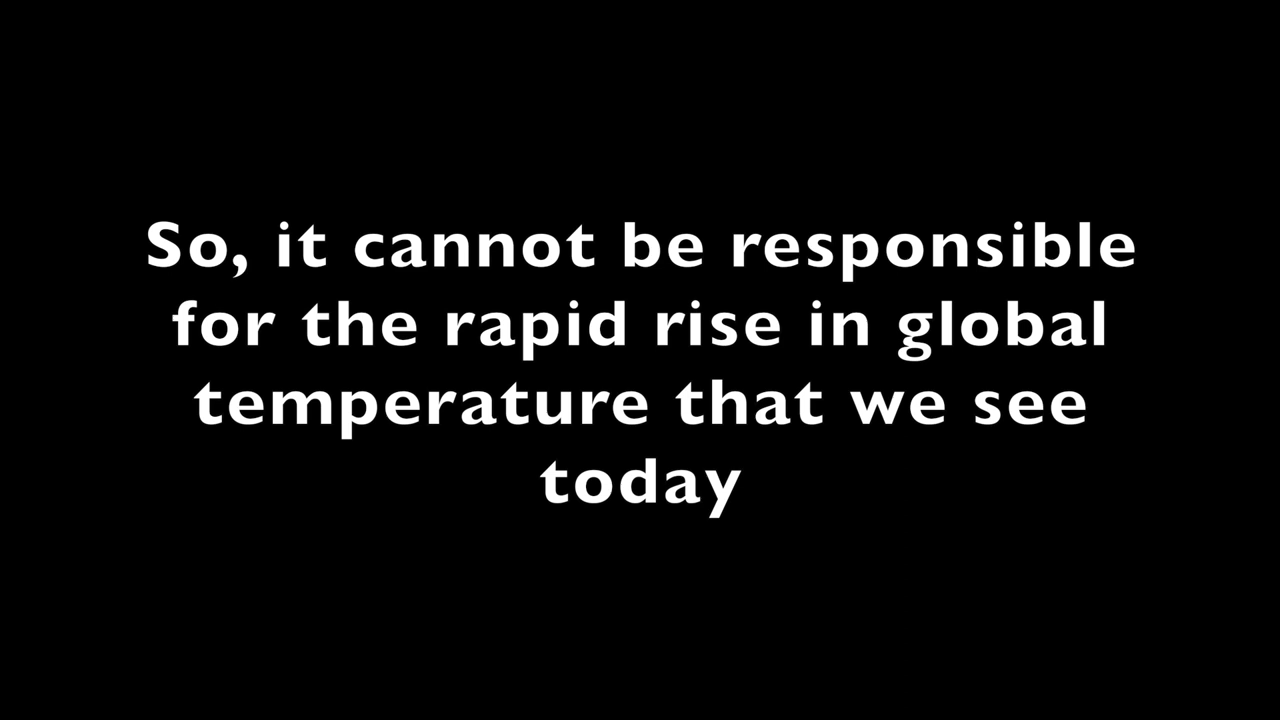 So, it cannot be responsible
for the rapid rise in global
temperature that we see
today